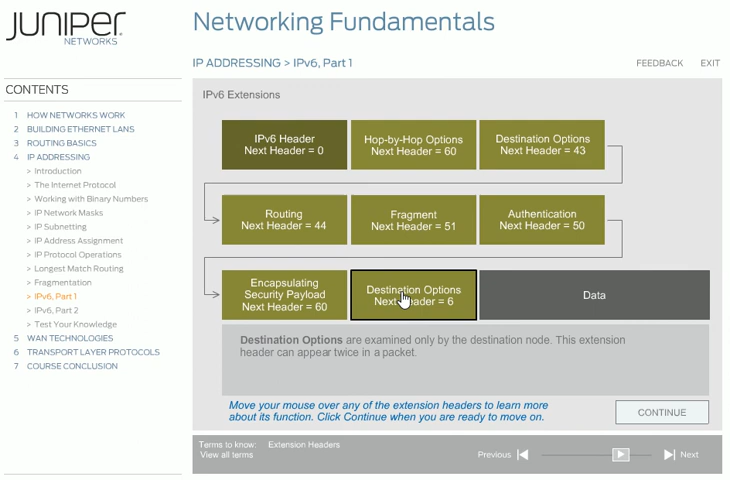 JUNIPER
NETWORKS
Networking Fundamentals
IP ADDRESSING > IPv6, Part 1
FEEDBACK
EXIT
CONTENTS
1 HOW NETWORKS WORK
2 BUILDING ETHERNET LANS
3 ROUTING BASICS
4 IP ADDRESSING
> Introduction
> The Internet Protocol
> Working with Binary Numbers
> IP Network Masks
> IP Subnetting
> IP Address Assignment
> IP Protocol Operations
> Longest Match Routing
> Fragmentation
> IPv6, Part 1
> IPv6, Part 2
> Test Your Knowledge
5 WAN TECHNOLOGIES
6 TRANSPORT LAYER PROTOCOLS
7 COURSE CONCLUSION
IPv6 Extensions
IPv6 Header
Next Header = 0
Hop-by-Hop Options
Next Header = 60
Destination Options
Next Header = 43
Routing
Next Header = 44
Fragment
Next Header = 51
Authentication
Next Header = 50
Encapsulating
Security Payload
Next Header = 60
Destination Options
Next Header = 6
Data
Destination Options are examined only by the destination node. This extension
header can appear twice in a packet.
Move your mouse over any of the extension headers to learn more
about its function. Click Continue when you are ready to move on.
CONTINUE
Terms to know: Extension Headers
View all terms
Previous
Next